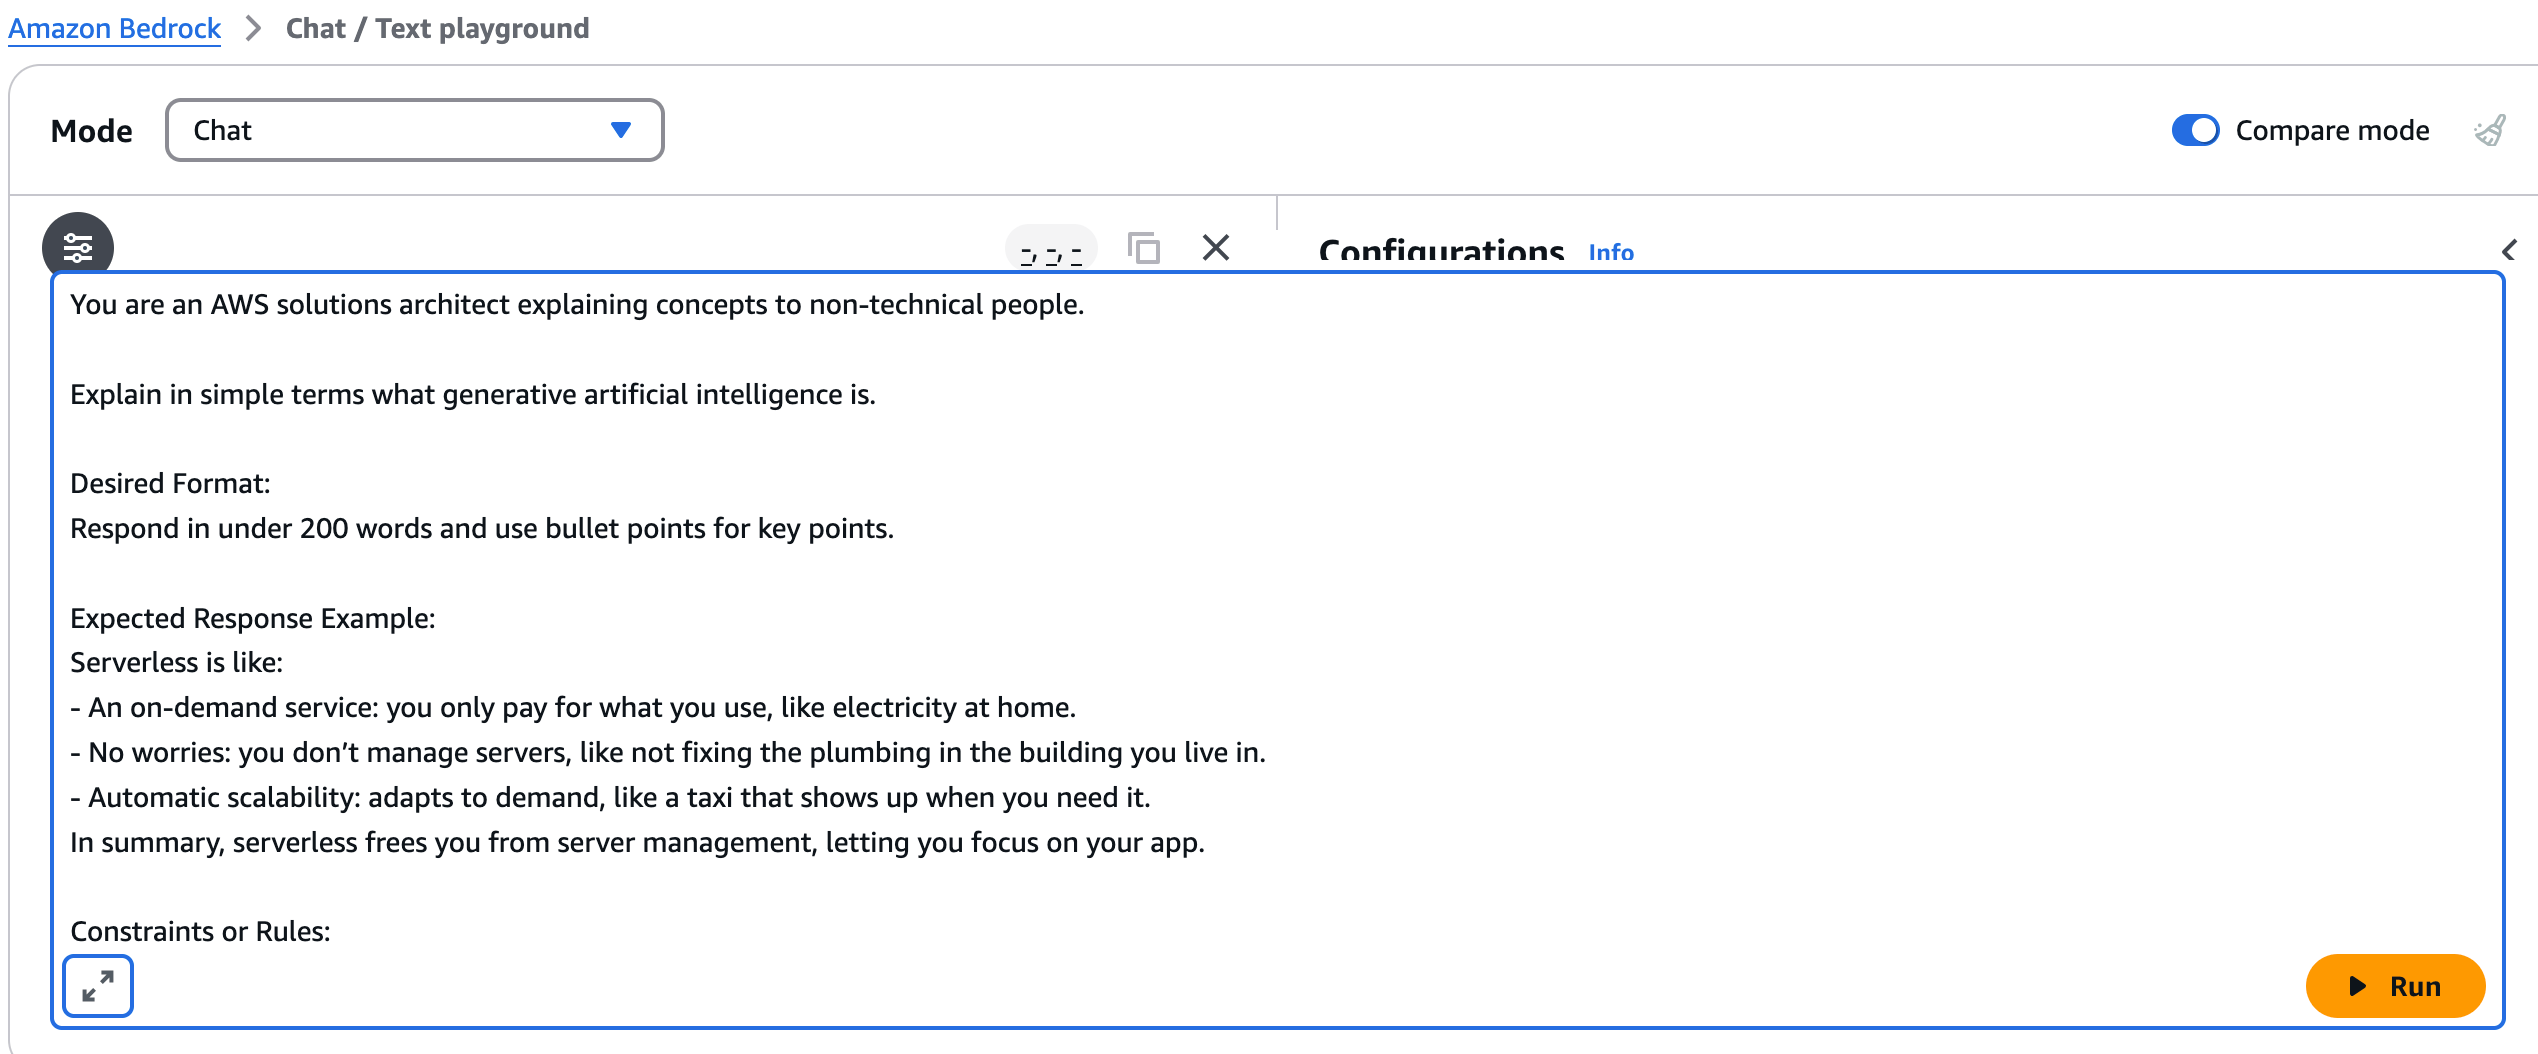 Amazon Bedrock > Chat / Text playground
Mode Chat Compare mode
-, -, - Configurations Info
You are an AWS solutions architect explaining concepts to non-technical people.
Explain in simple terms what generative artificial intelligence is.
Desired Format:
Respond in under 200 words and use bullet points for key points.
Expected Response Example:
Serverless is like:
- An on-demand service: you only pay for what you use, like electricity at home.
- No worries: you don’t manage servers, like not fixing the plumbing in the building you live in.
- Automatic scalability: adapts to demand, like a taxi that shows up when you need it.
In summary, serverless frees you from server management, letting you focus on your app.
Constraints or Rules:
Run